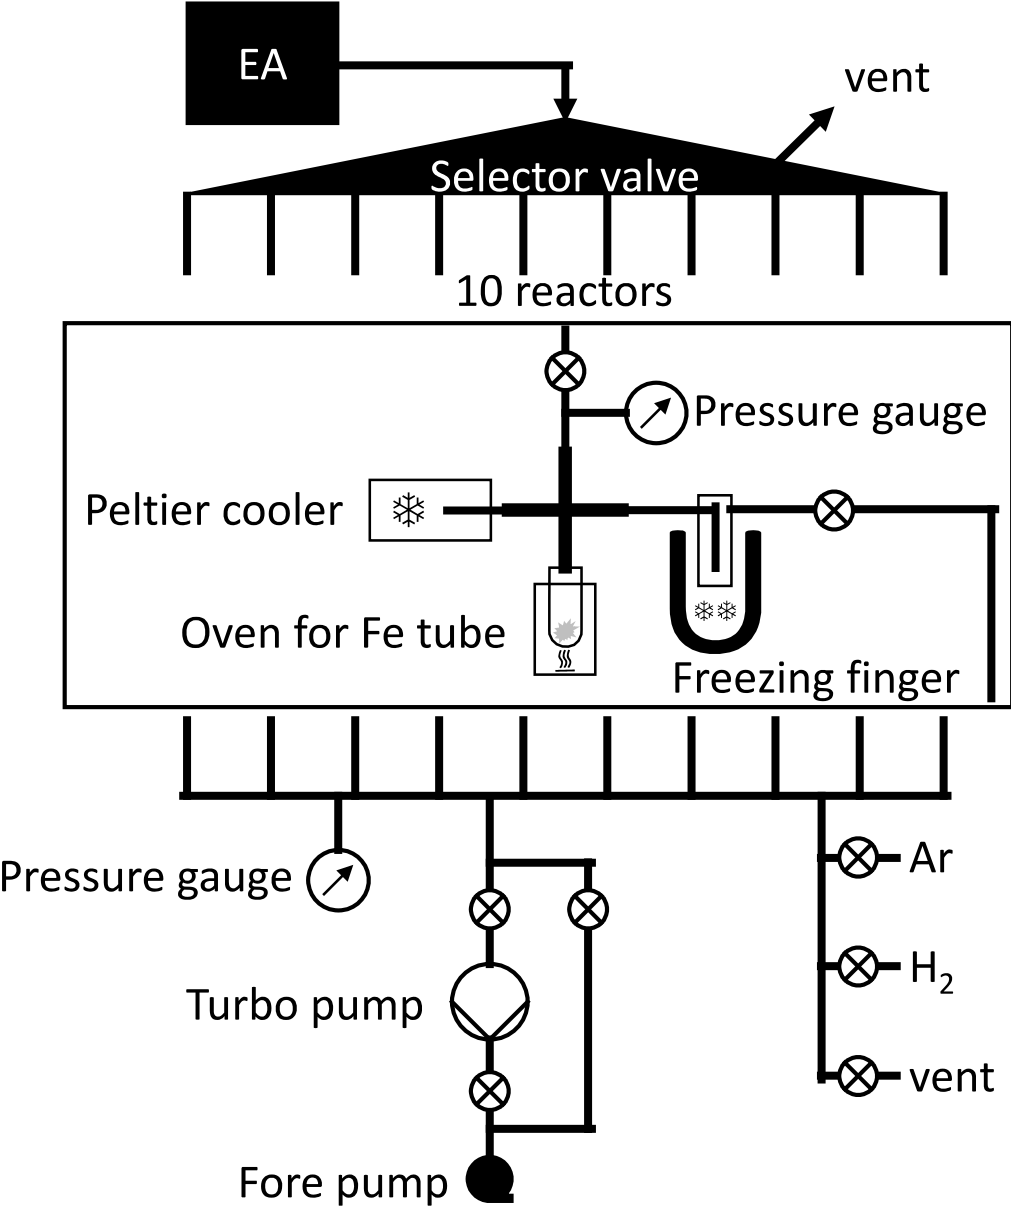 EA
vent
Selector valve
10 reactors
Pressure gauge
Peltier cooler
Oven for Fe tube
Freezing finger
Pressure gauge
Ar
H₂
Turbo pump
vent
Fore pump